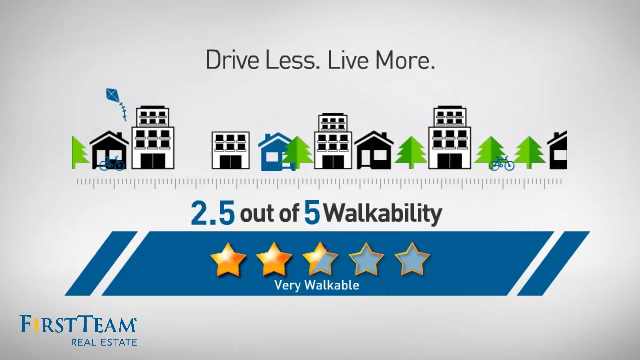 Drive Less. Live More.
2.5 out of 5 Walkability
Very Walkable
FIRSTTEAM®
REAL ESTATE